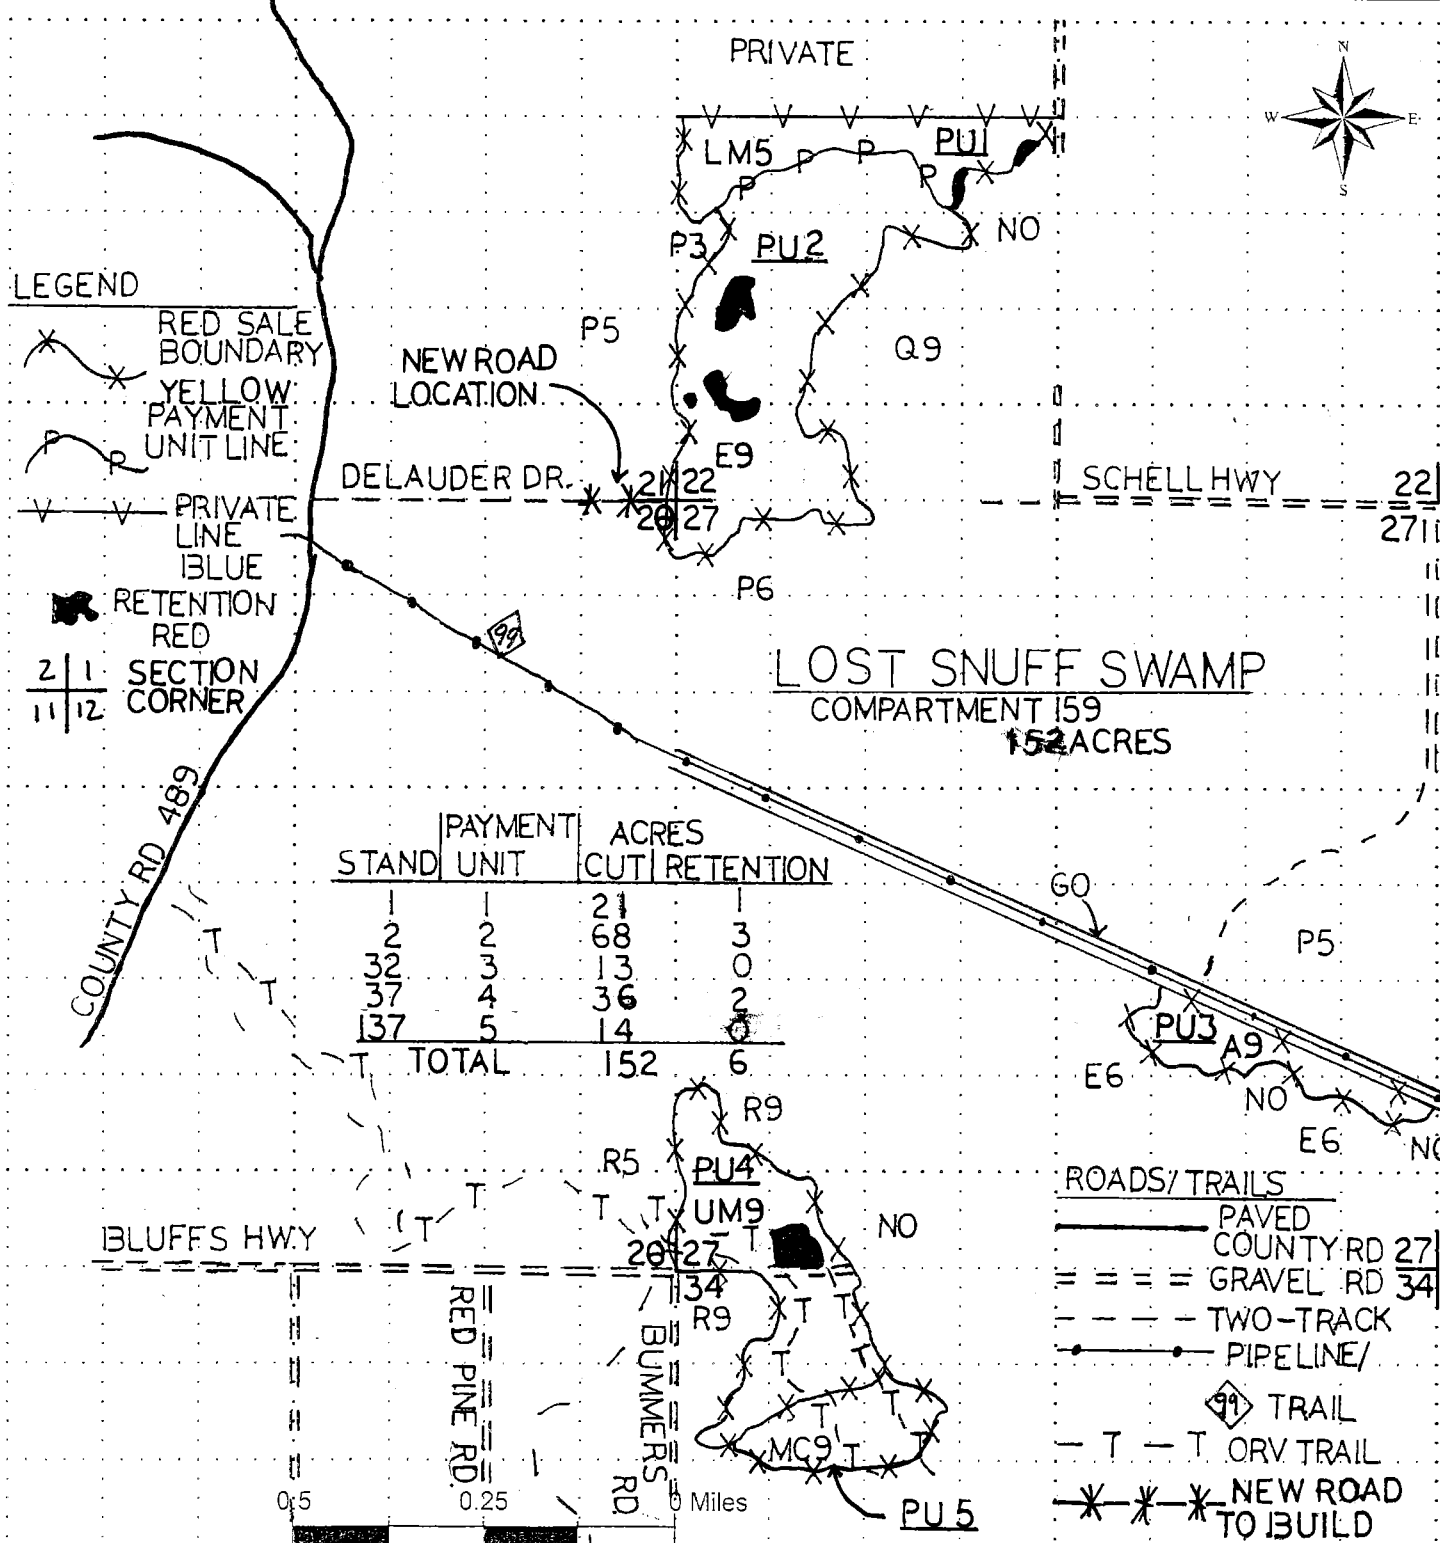 PRIVATE
N
W E
S
V V V V V V
LM5
PU1
P P P P
P3
PU2
NO
LEGEND
RED SALE
BOUNDARY
YELLOW
PAYMENT
UNIT LINE
P P
V V PRIVATE
LINE
BLUE
RETENTION
RED
2 1 SECTION
11 12 CORNER
P5
NEW ROAD
LOCATION
Q9
E9
DELAUDER DR.
21 22
27
SCHELL HWY
22
27
P6
99
LOST SNUFF SWAMP
COMPARTMENT 159
152 ACRES
COUNTY RD 489
PAYMENT ACRES
STAND UNIT CUT RETENTION
1 1 21 1
2 2 68 3
32 3 13 0
37 4 36 2
137 5 14 0
TOTAL 152 6
GO
P5
PU3
A9
E6
NO
E6
R9
R5
PU4
UM9
NO
T T T T T T T T
BLUFFS HWY
27
34
R9
RED PINE RD.
BUMMERS RD
T T T T T T T T
MC9
PU 5
0.5 0.25 0 Miles
ROADS/TRAILS
PAVED
COUNTY RD 27
GRAVEL RD 34
TWO-TRACK
PIPELINE/
99 TRAIL
T T ORV TRAIL
NEW ROAD
TO BUILD